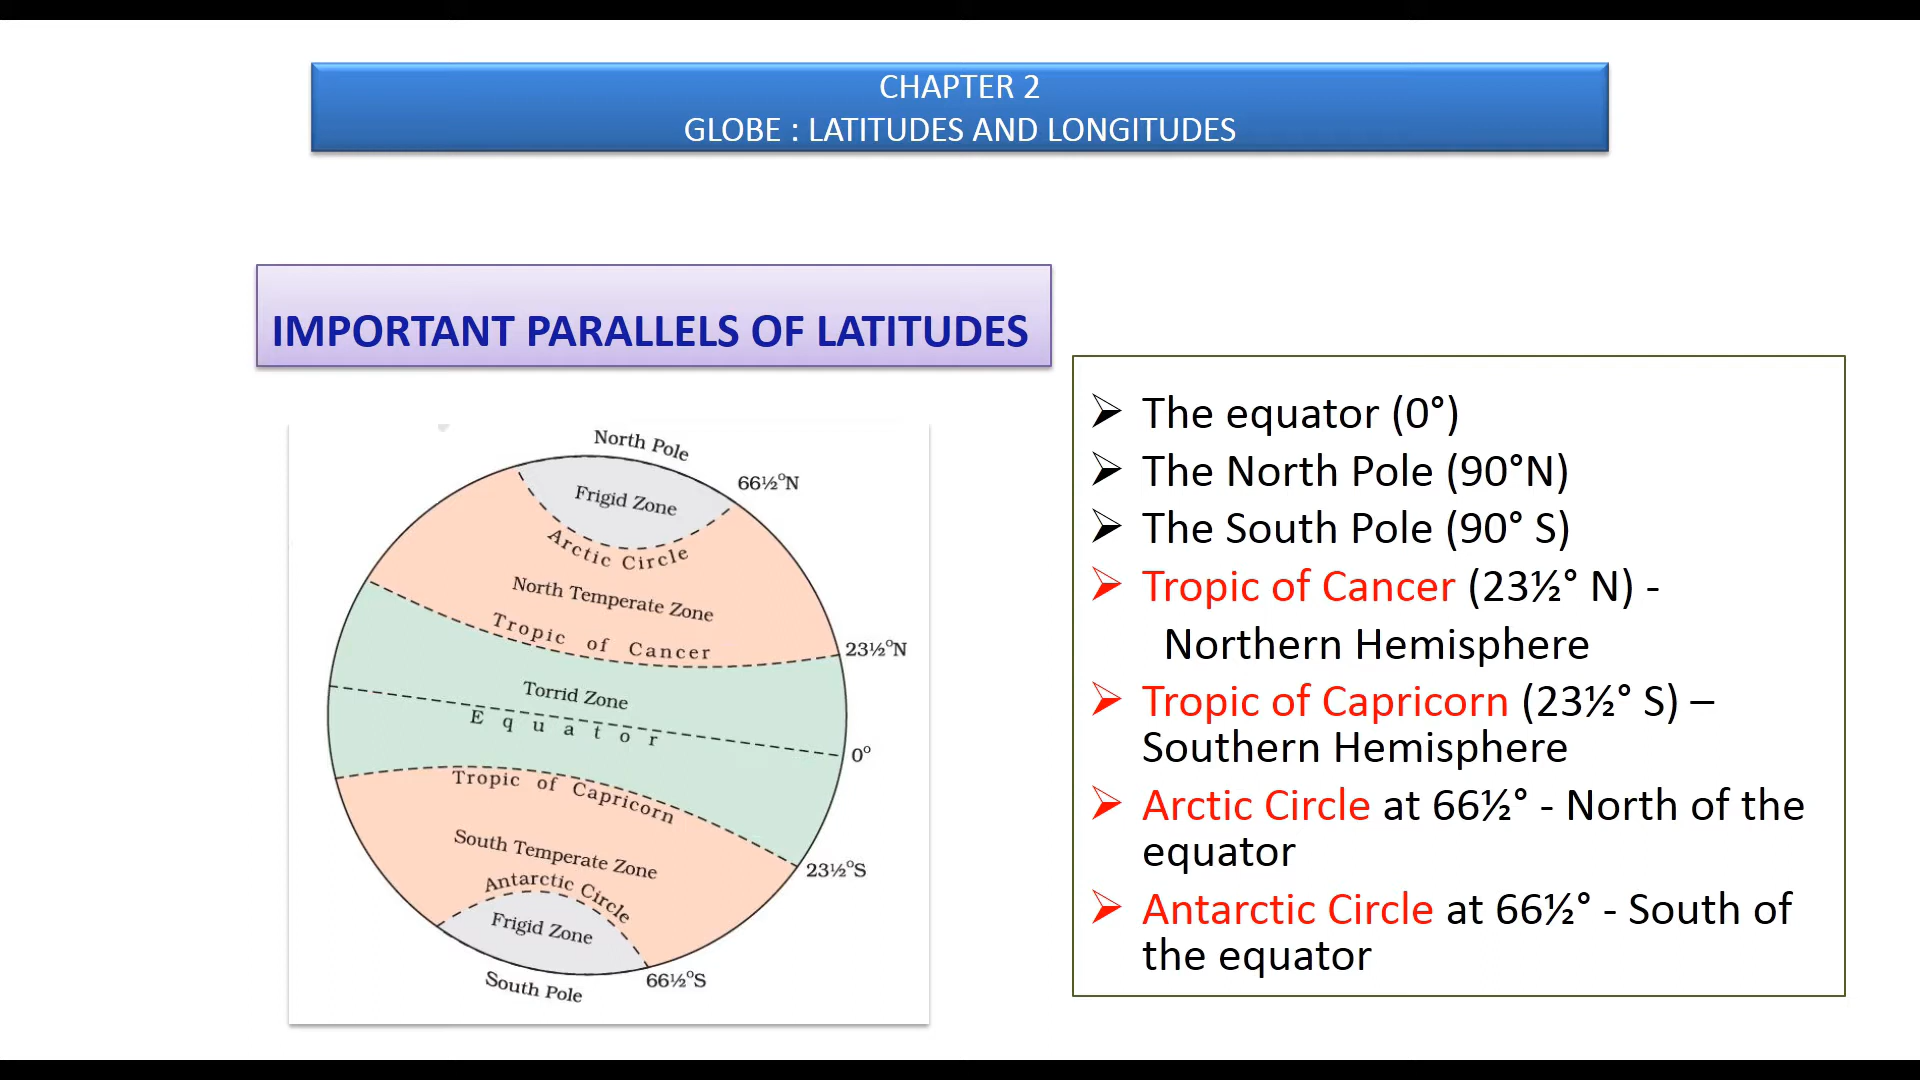 CHAPTER 2
GLOBE : LATITUDES AND LONGITUDES
IMPORTANT PARALLELS OF LATITUDES
North Pole
66½°N
Frigid Zone
Arctic Circle
North Temperate Zone
Tropic of Cancer
23½°N
Torrid Zone
Equator
0°
Tropic of Capricorn
South Temperate Zone
23½°S
Antarctic Circle
Frigid Zone
66½°S
South Pole
➢ The equator (0°)
➢ The North Pole (90°N)
➢ The South Pole (90° S)
➢ Tropic of Cancer (23½° N) -
Northern Hemisphere
➢ Tropic of Capricorn (23½° S) –
Southern Hemisphere
➢ Arctic Circle at 66½° - North of the
equator
➢ Antarctic Circle at 66½° - South of
the equator